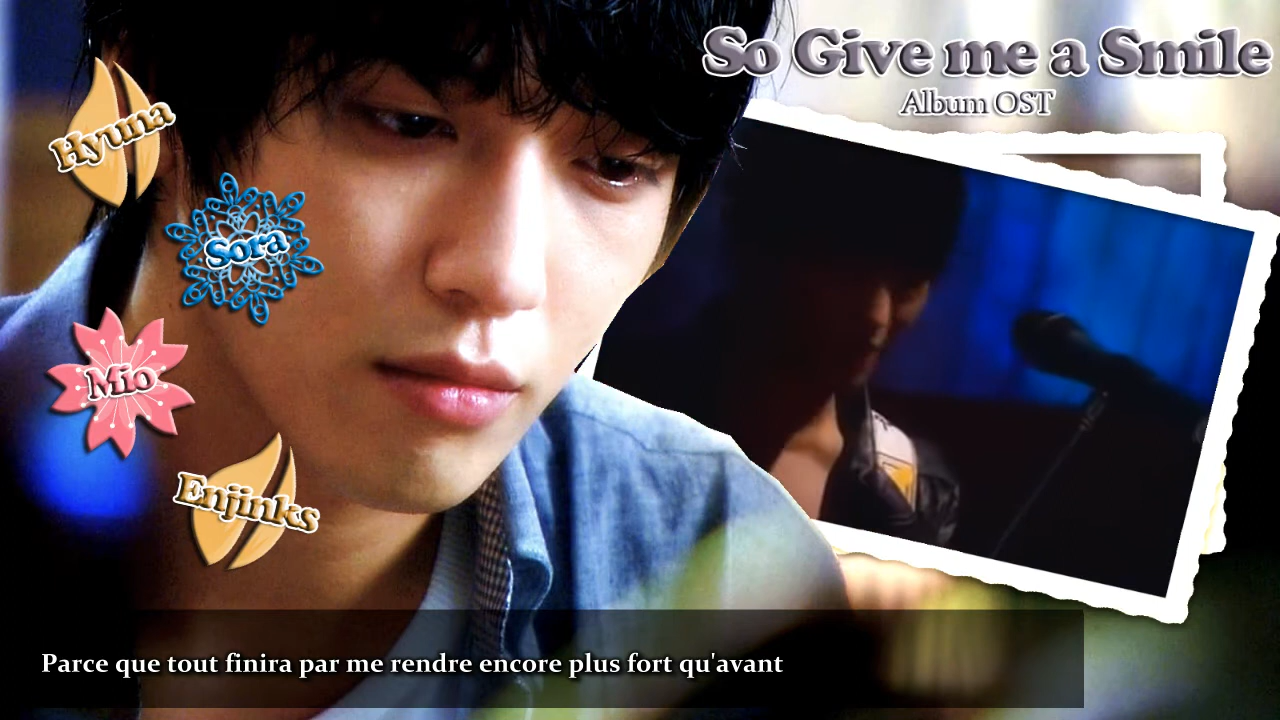 So Give me a Smile
Album OST
Hyuna
Sora
Mio
Enjinks
Parce que tout finira par me rendre encore plus fort qu'avant